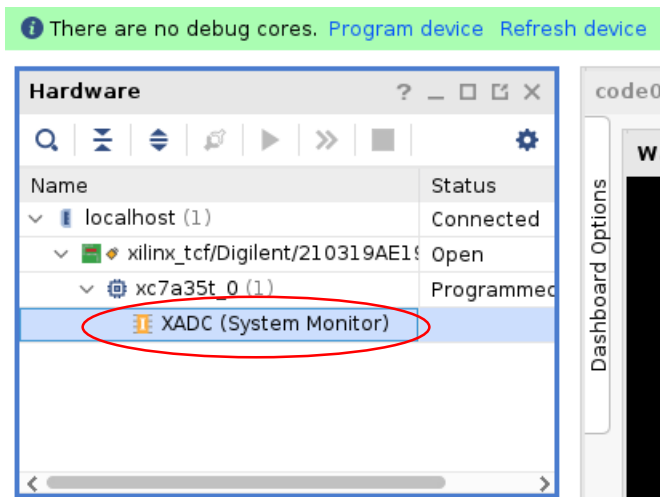 There are no debug cores. Program device Refresh device
Hardware
code0
W
Name Status
localhost (1) Connected
xilinx_tcf/Digilent/210319AE19 Open
xc7a35t_0 (1) Programmed
XADC (System Monitor)
Dashboard Options